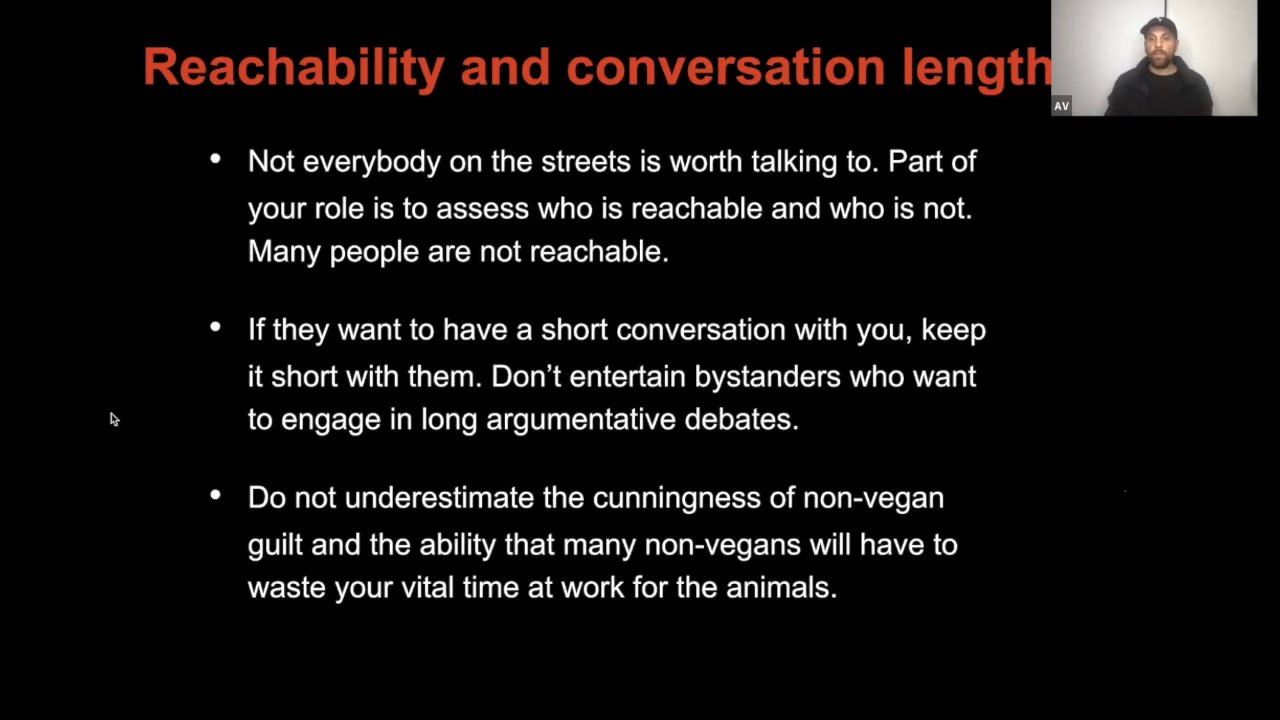 Reachability and conversation length
AV
• Not everybody on the streets is worth talking to. Part of
your role is to assess who is reachable and who is not.
Many people are not reachable.
• If they want to have a short conversation with you, keep
it short with them. Don’t entertain bystanders who want
to engage in long argumentative debates.
• Do not underestimate the cunningness of non-vegan
guilt and the ability that many non-vegans will have to
waste your vital time at work for the animals.